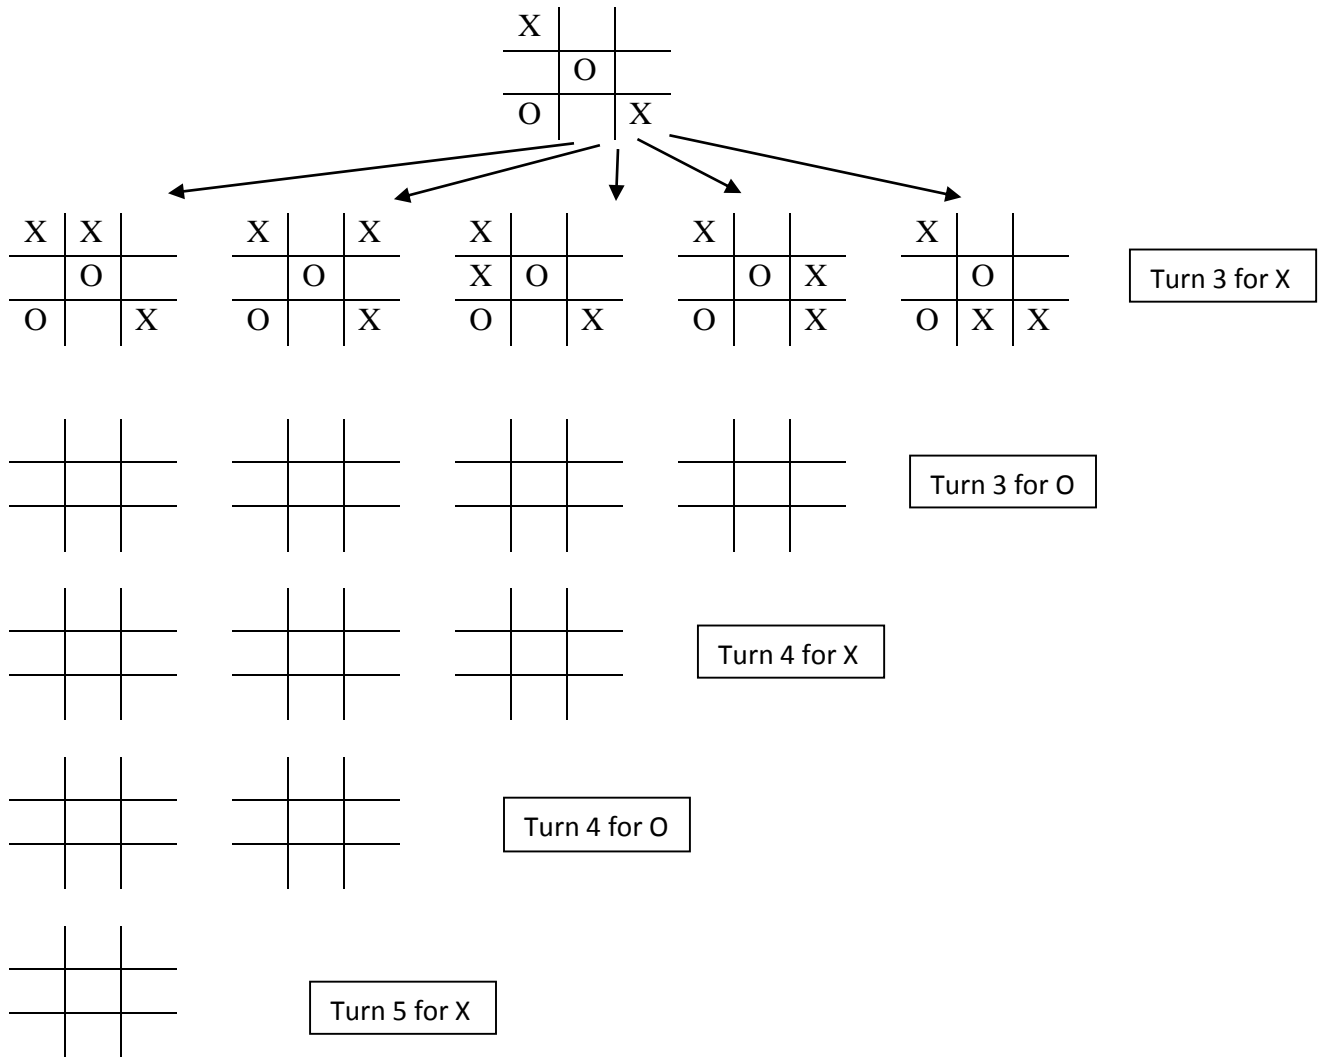 X
O
O X
X X X X X X X
O O X O O X O Turn 3 for X
O X O X O X O X O X X
Turn 3 for O
Turn 4 for X
Turn 4 for O
Turn 5 for X